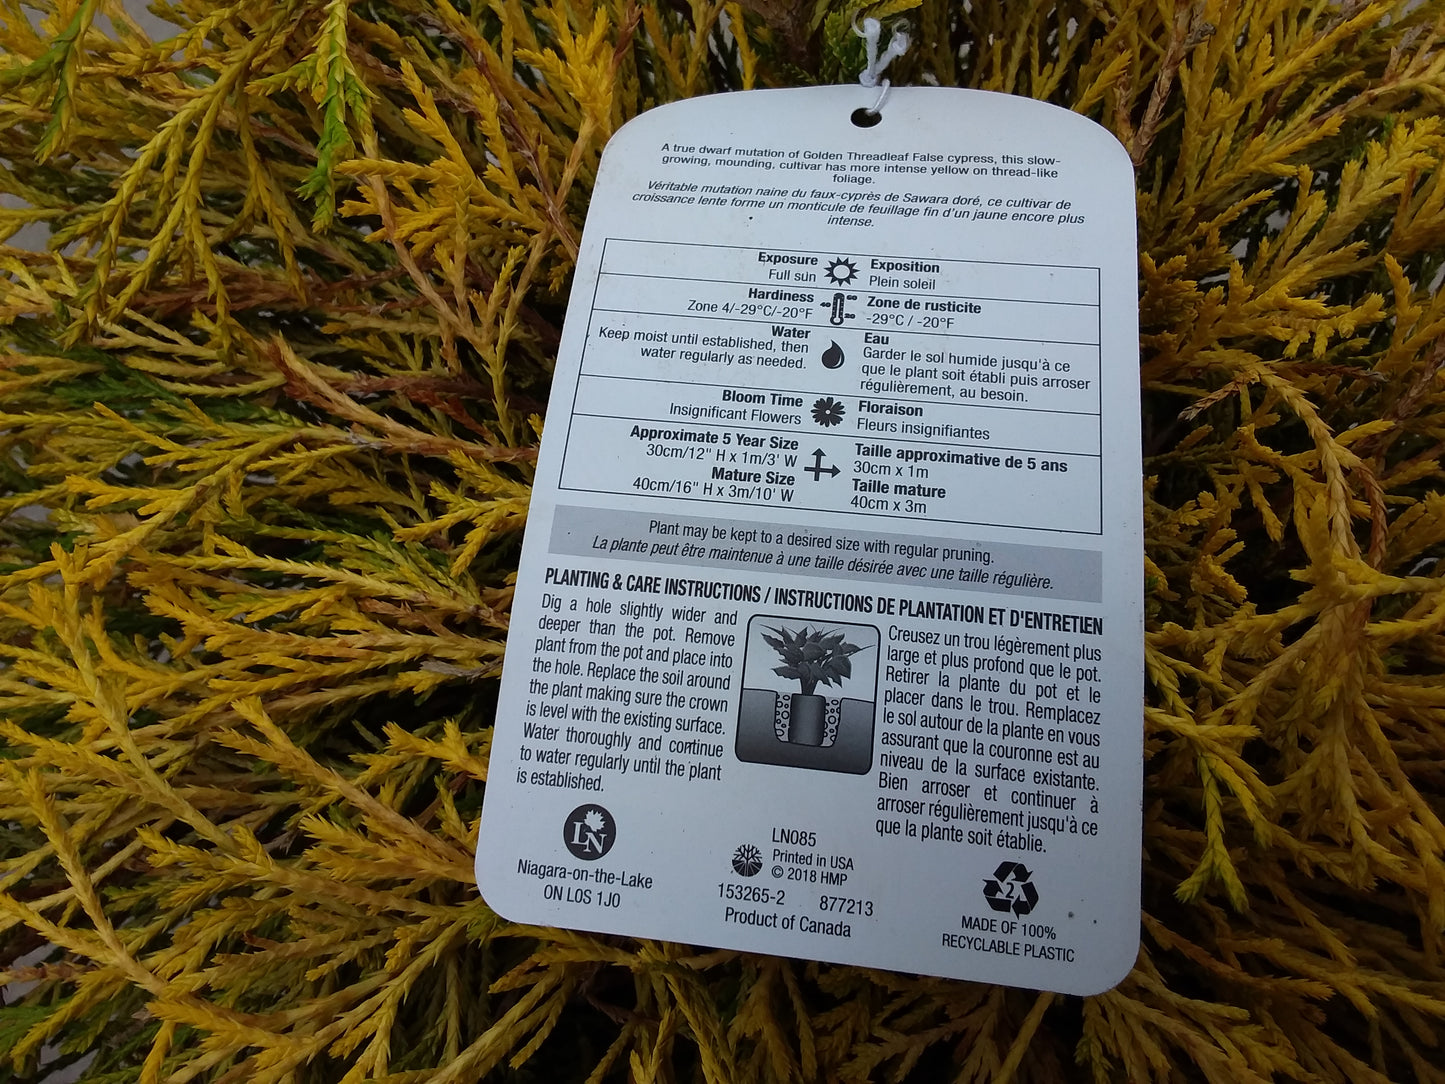 A true dwarf mutation of Golden Threadleaf False cypress, this slow-
growing, mounding, cultivar has more intense yellow on thread-like
foliage.
Véritable mutation naine du faux-cyprès de Sawara doré, ce cultivar de
croissance lente forme un monticule de feuillage fin d'un jaune encore plus
intense.
Exposure
Full sun
Exposition
Plein soleil
Hardiness
Zone 4/-29°C/-20°F
Zone de rusticite
-29°C / -20°F
Water
Keep moist until established, then
water regularly as needed.
Eau
Garder le sol humide jusqu'à ce
que le plant soit établi puis arroser
régulièrement, au besoin.
Bloom Time
Insignificant Flowers
Floraison
Fleurs insignifiantes
Approximate 5 Year Size
30cm/12" H x 1m/3' W
Mature Size
40cm/16" H x 3m/10' W
Taille approximative de 5 ans
30cm x 1m
Taille mature
40cm x 3m
Plant may be kept to a desired size with regular pruning.
La plante peut être maintenue à une taille désirée avec une taille régulière.
PLANTING & CARE INSTRUCTIONS / INSTRUCTIONS DE PLANTATION ET D'ENTRETIEN
Dig a hole slightly wider and
deeper than the pot. Remove
plant from the pot and place into
the hole. Replace the soil around
the plant making sure the crown
is level with the existing surface.
Water thoroughly and continue
to water regularly until the plant
is established.
Creusez un trou légèrement plus
large et plus profond que le pot.
Retirer la plante du pot et le
placer dans le trou. Remplacez
le sol autour de la plante en vous
assurant que la couronne est au
niveau de la surface existante.
Bien arroser et continuer à
arroser régulièrement jusqu'à ce
que la plante soit établie.
LN
Niagara-on-the-Lake
ON L0S 1J0
LN085
Printed in USA
© 2018 HMP
153265-2 877213
Product of Canada
2
MADE OF 100%
RECYCLABLE PLASTIC